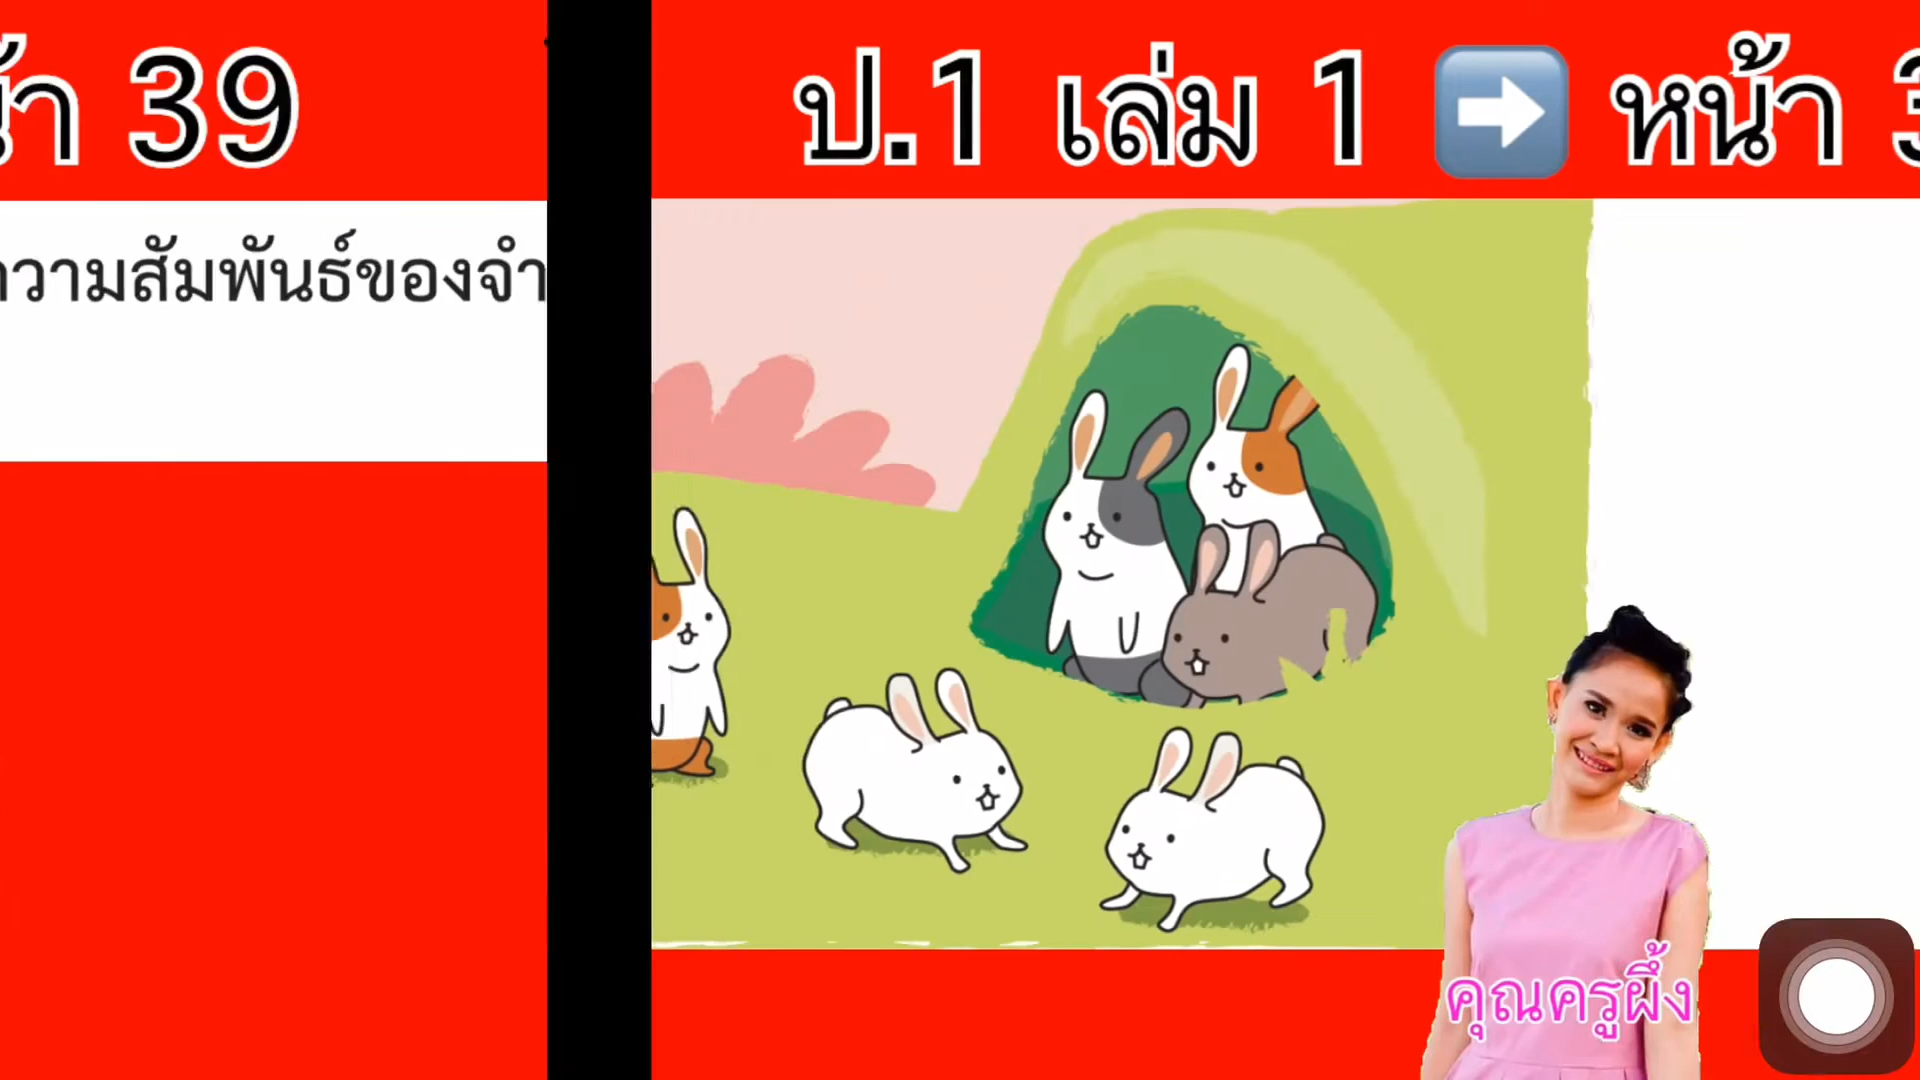 39
ความสัมพันธ์ของจำ
ป.1 เล่ม 1 ➡ หน้า
คุณครูผึ้ง